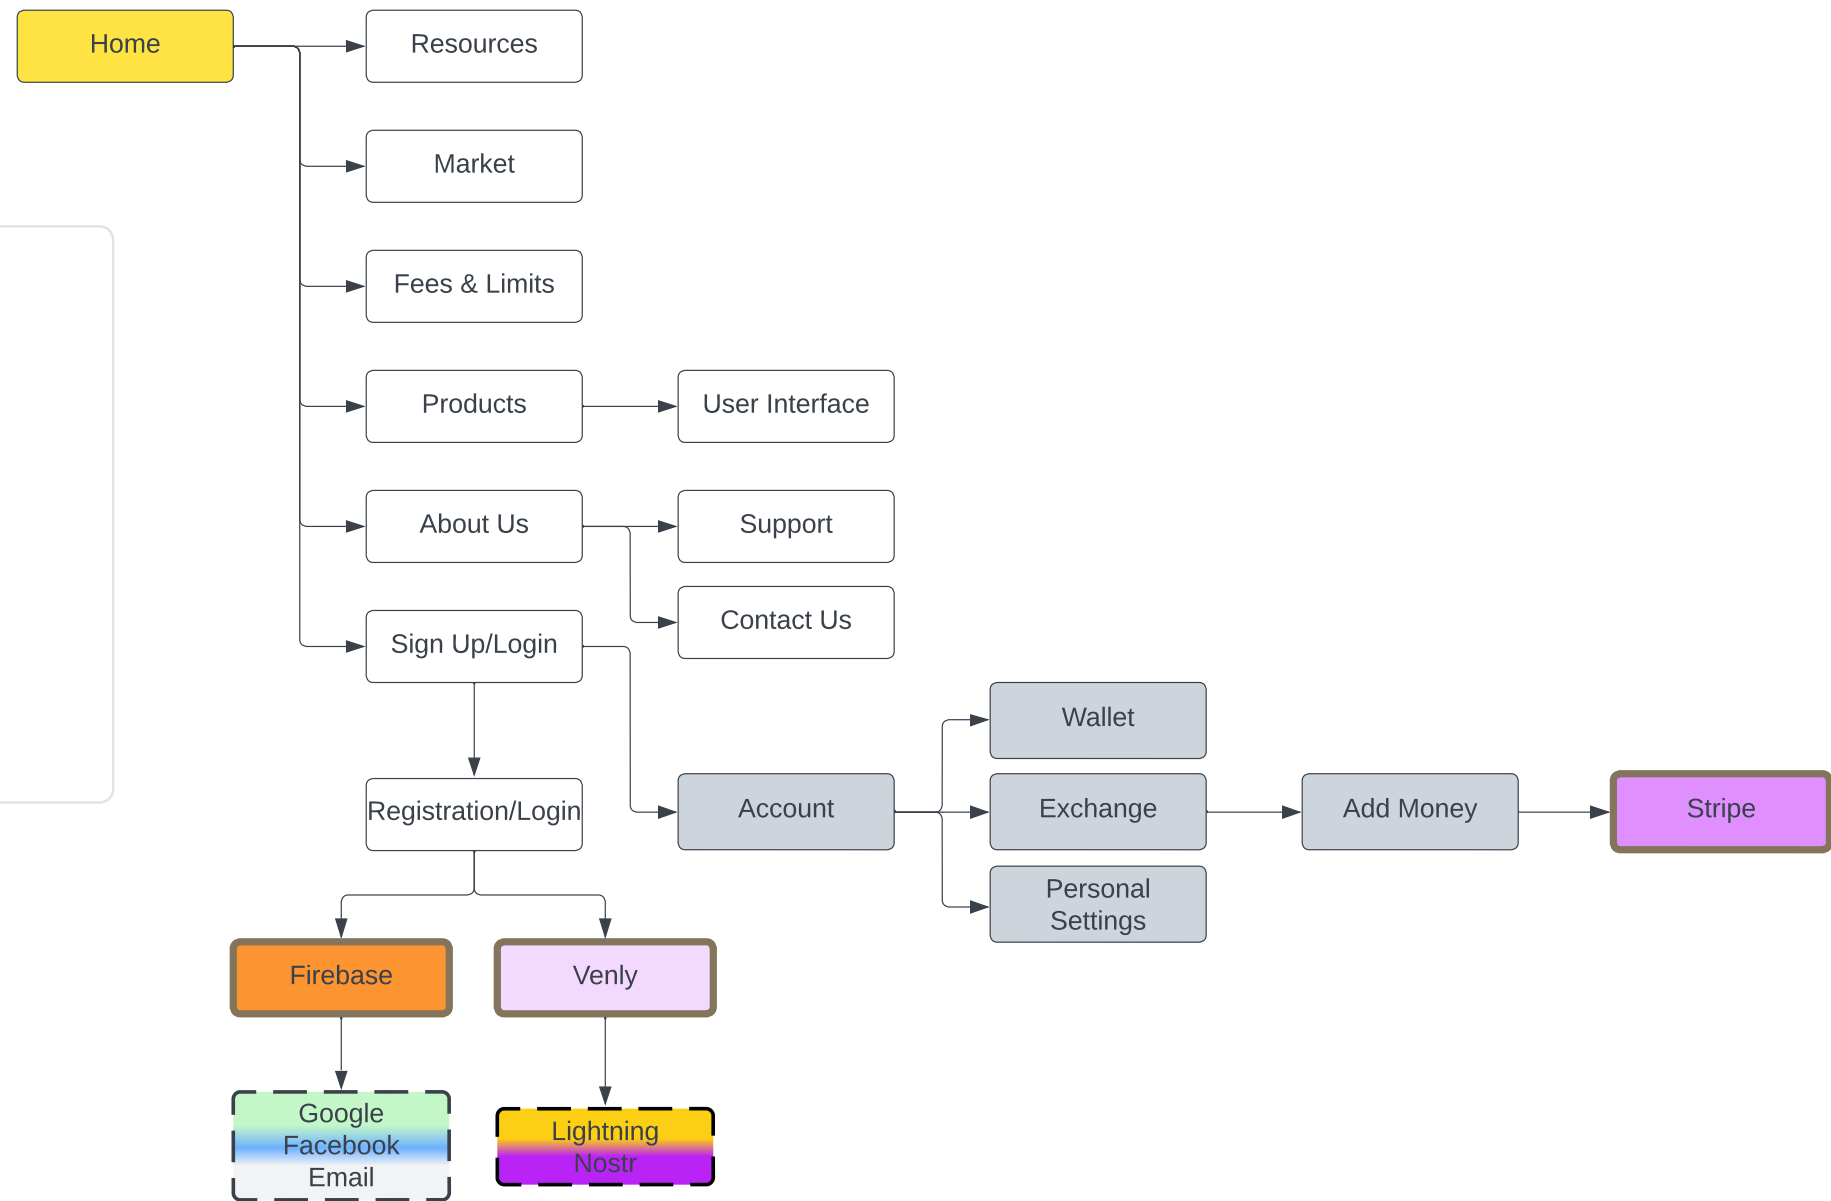 Home
Resources
Market
Fees & Limits
Products
User Interface
About Us
Support
Contact Us
Sign Up/Login
Wallet
Registration/Login
Account
Exchange
Add Money
Stripe
Personal
Settings
Firebase
Venly
Google
Facebook
Email
Lightning
Nostr